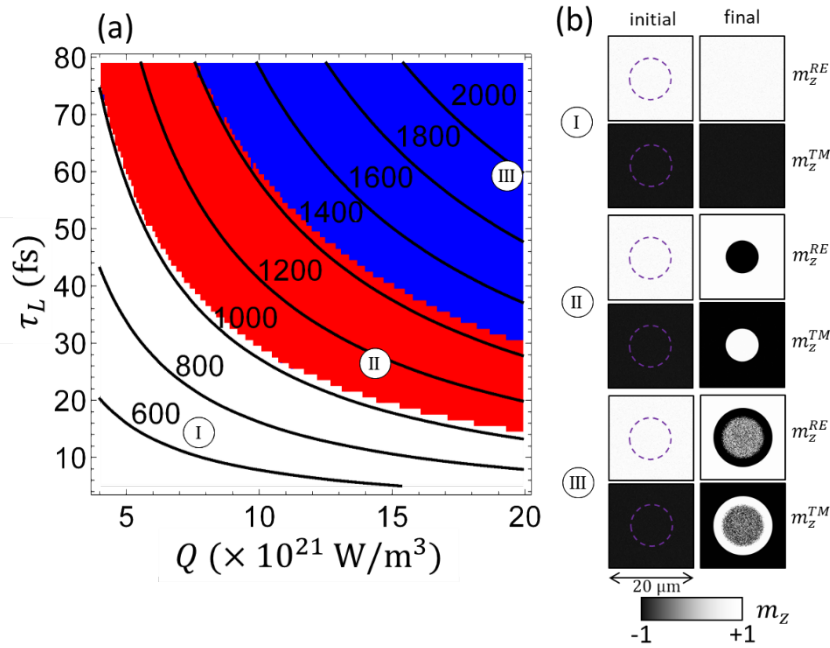 (a)
80
70
60
50
40
30
20
10
τ_L (fs)
2000
1800
1600
1400
1200
1000
800
600
III
II
I
5 10 15 20
Q (× 10^21 W/m^3)
(b)
initial final
m_z^RE
I
m_z^TM
m_z^RE
II
m_z^TM
m_z^RE
III
m_z^TM
20 μm
m_z
-1 +1